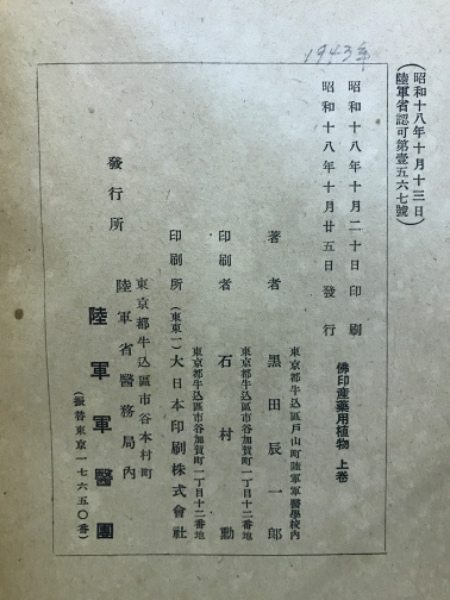 1943年
(昭和十八年十月十三日
陸軍省認可第壹五六七號)
昭和十八年十月二十日印刷
昭和十八年十月廿五日發行
佛印產藥用植物 上卷
東京都牛込區戶山町陸軍軍醫學校內
著者 黑田辰一郎
東京都牛込區市谷加賀町一丁目十二番地
印刷者 石村勳
東京都牛込區市谷加賀町一丁目十二番地
印刷所 (東東一)大日本印刷株式會社
東京都牛込區市谷本村町
陸軍省醫務局內
發行所 陸軍軍醫團
(振替東京一七六五〇番)